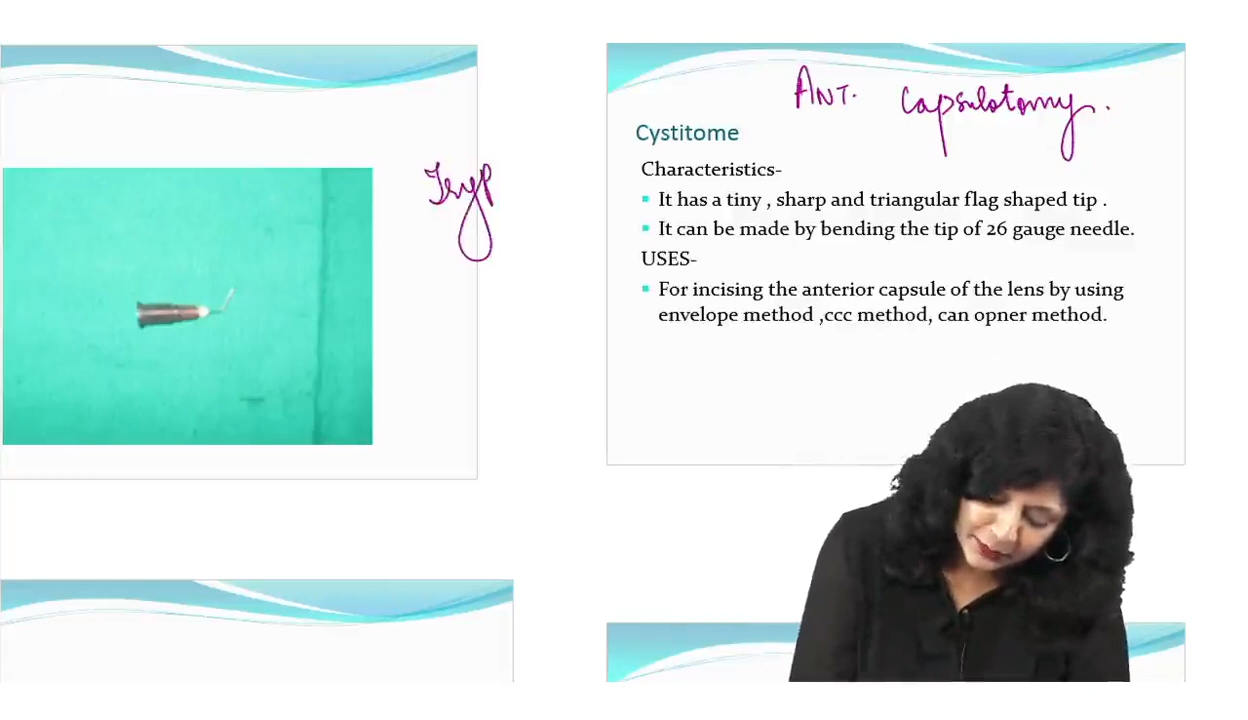 ANT. Capsulotomy.
Cystitome
Characteristics-
It has a tiny , sharp and triangular flag shaped tip .
It can be made by bending the tip of 26 gauge needle.
USES-
For incising the anterior capsule of the lens by using
envelope method ,ccc method, can opner method.
Tryp